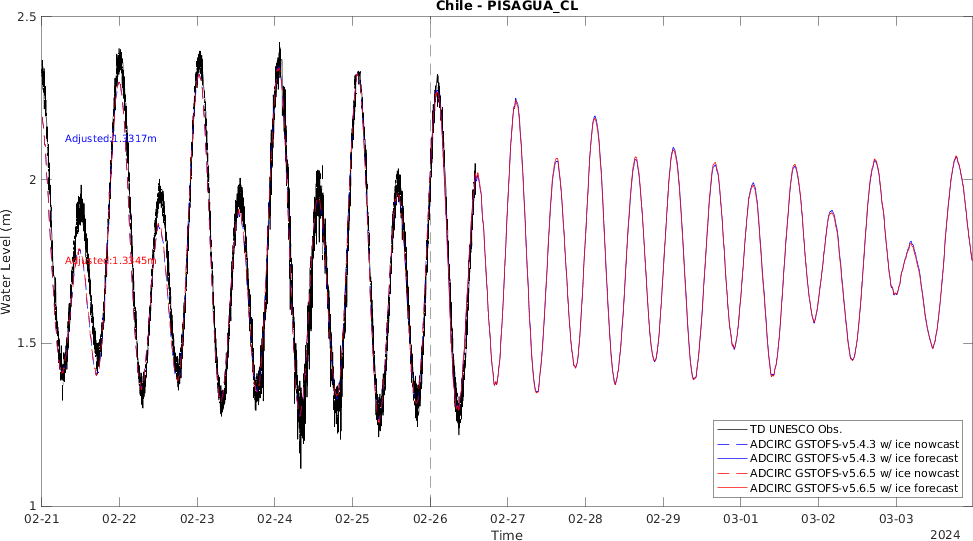 Chile - PISAGUA_CL
2.5
2
1.5
1
Water Level (m)
Adjusted:1.3317m
Adjusted:1.3345m
TD UNESCO Obs.
ADCIRC GSTOFS-v5.4.3 w/ ice nowcast
ADCIRC GSTOFS-v5.4.3 w/ ice forecast
ADCIRC GSTOFS-v5.6.5 w/ ice nowcast
ADCIRC GSTOFS-v5.6.5 w/ ice forecast
02-21 02-22 02-23 02-24 02-25 02-26 02-27 02-28 02-29 03-01 03-02 03-03
Time
2024